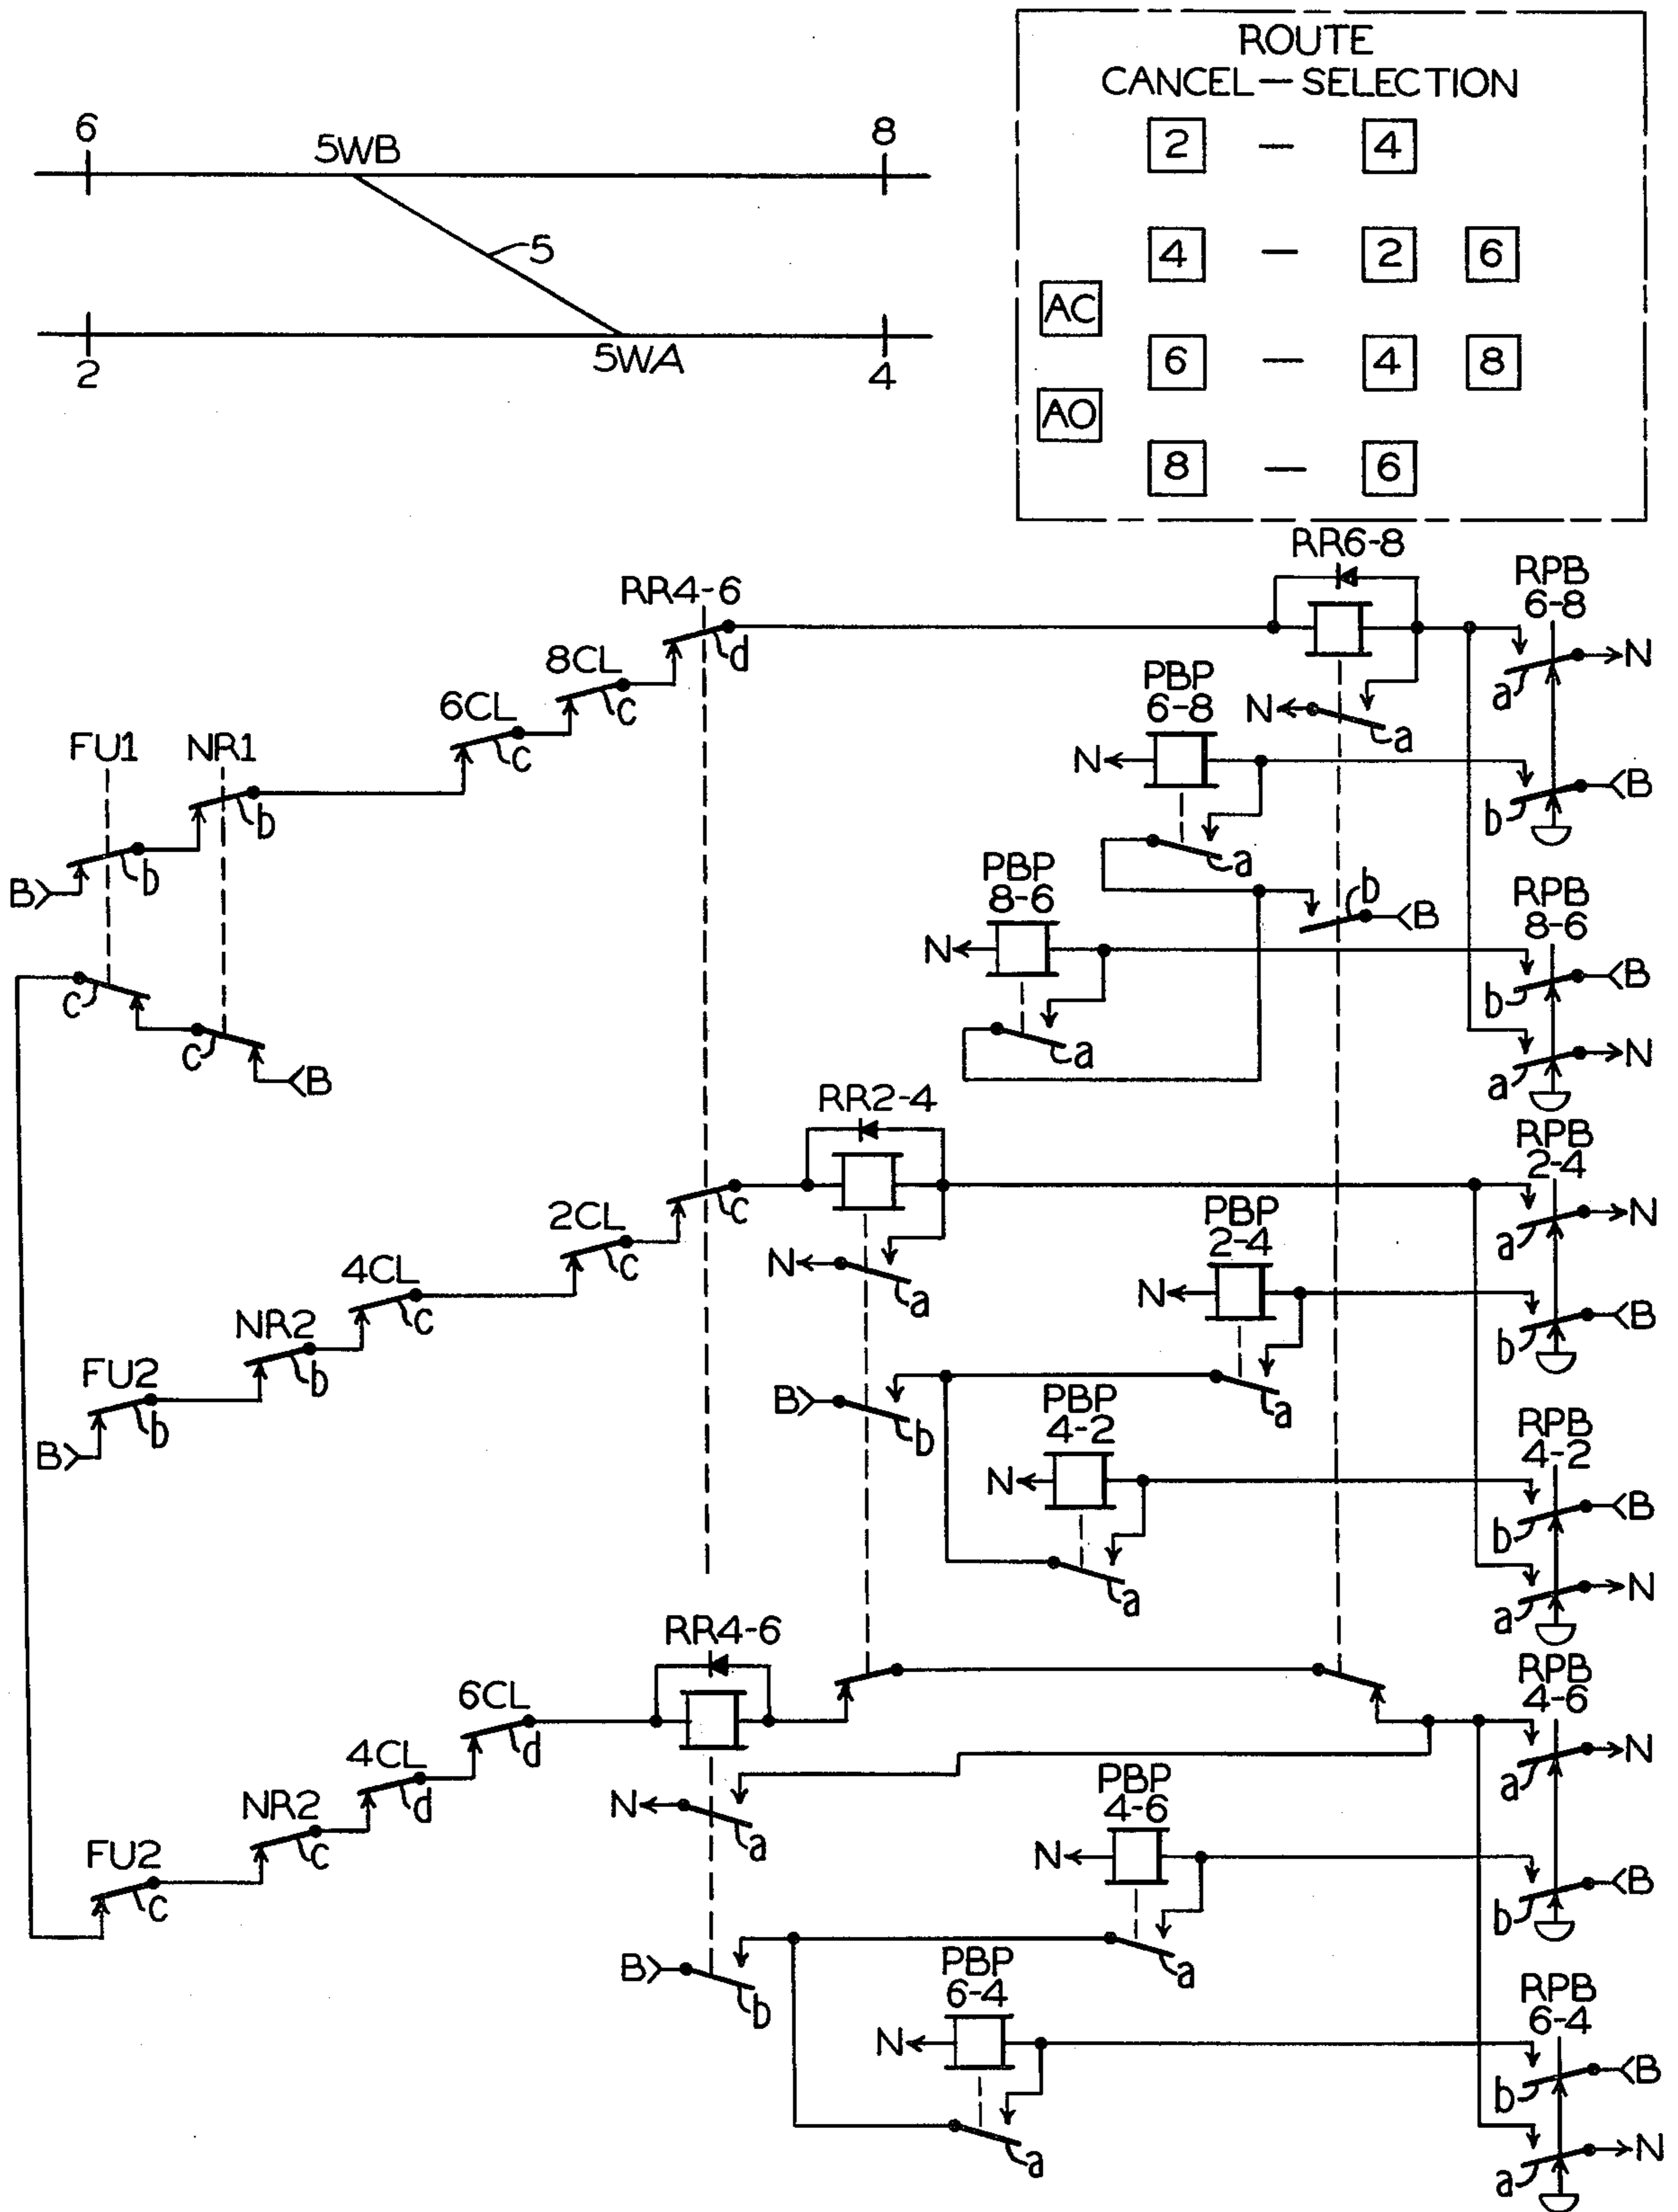 6
5WB
8
5
2
5WA
4
ROUTE
CANCEL — SELECTION
2 — 4
4 — 2 6
AC
6 — 4 8
AO
8 — 6
RR6-8
RPB
6-8
RR4-6
d
N
a
8CL
c
PBP
6-8
N
a
6CL
c
N
B
b
FU1
NR1
b
a
B
b
PBP
8-6
b
B
RPB
8-6
N
B
b
c
c
B
a
N
a
RR2-4
RPB
2-4
c
N
a
2CL
c
PBP
2-4
N
a
4CL
c
N
B
b
NR2
b
B
b
a
FU2
b
B
PBP
4-2
RPB
4-2
N
B
b
a
N
a
RR4-6
RPB
4-6
6CL
d
N
a
4CL
d
PBP
4-6
NR2
c
N
a
N
B
b
FU2
c
B
b
a
PBP
6-4
RPB
6-4
N
B
b
a
N
a